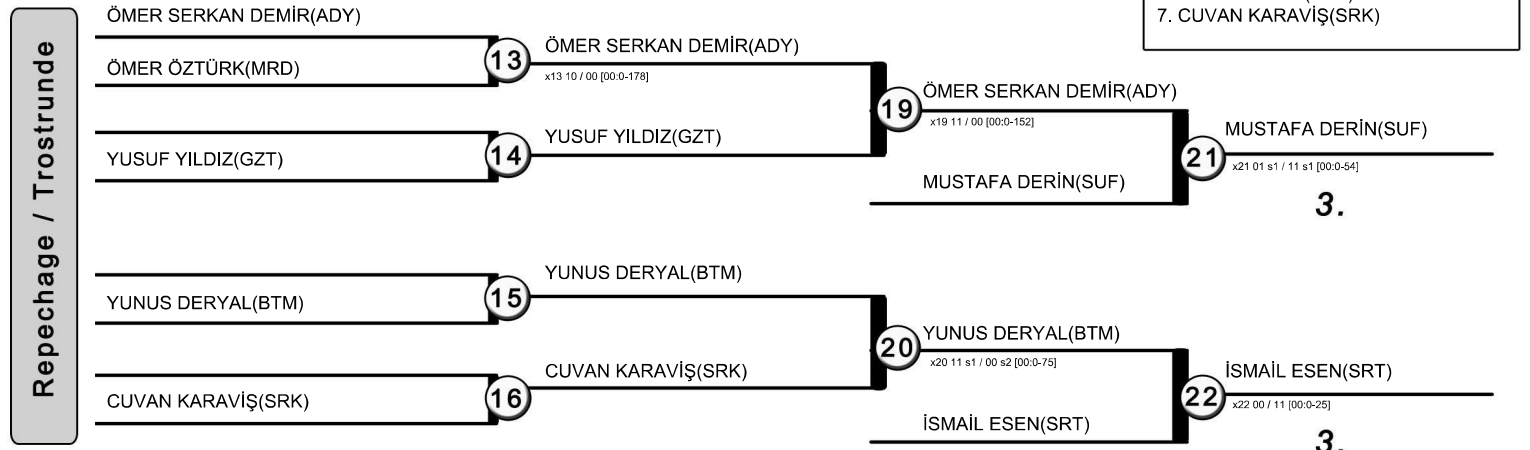 Repechage / Trostrunde
7. CUVAN KARAVİŞ(SRK)
ÖMER SERKAN DEMİR(ADY)
ÖMER ÖZTÜRK(MRD)
13
ÖMER SERKAN DEMİR(ADY)
x13 10 / 00 [00:0-178]
YUSUF YILDIZ(GZT)
14
YUSUF YILDIZ(GZT)
19
ÖMER SERKAN DEMİR(ADY)
x19 11 / 00 [00:0-152]
MUSTAFA DERİN(SUF)
21
MUSTAFA DERİN(SUF)
x21 01 s1 / 11 s1 [00:0-54]
3.
YUNUS DERYAL(BTM)
15
YUNUS DERYAL(BTM)
CUVAN KARAVİŞ(SRK)
16
CUVAN KARAVİŞ(SRK)
20
YUNUS DERYAL(BTM)
x20 11 s1 / 00 s2 [00:0-75]
İSMAİL ESEN(SRT)
22
İSMAİL ESEN(SRT)
x22 00 / 11 [00:0-25]
3.